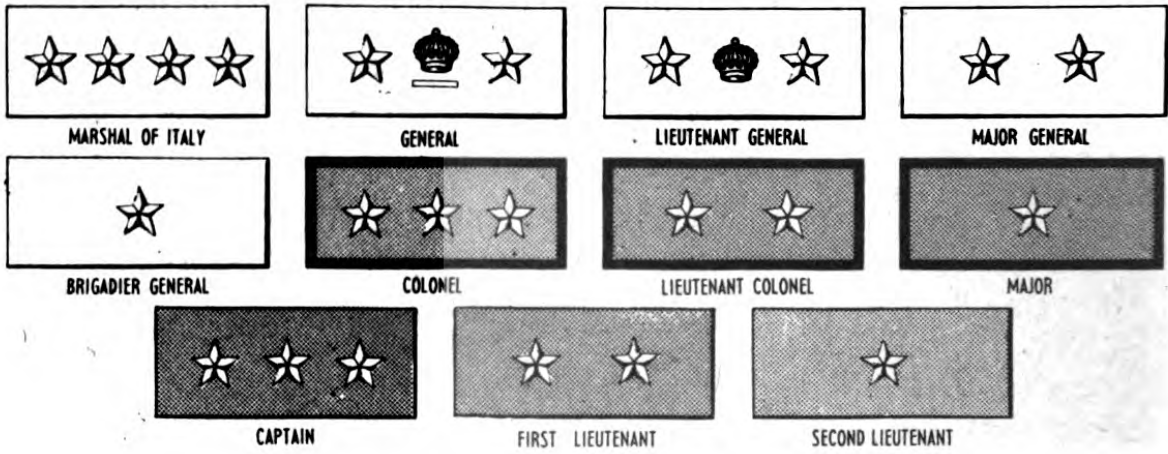 MARSHAL OF ITALY
GENERAL
LIEUTENANT GENERAL
MAJOR GENERAL
BRIGADIER GENERAL
COLONEL
LIEUTENANT COLONEL
MAJOR
CAPTAIN
FIRST LIEUTENANT
SECOND LIEUTENANT